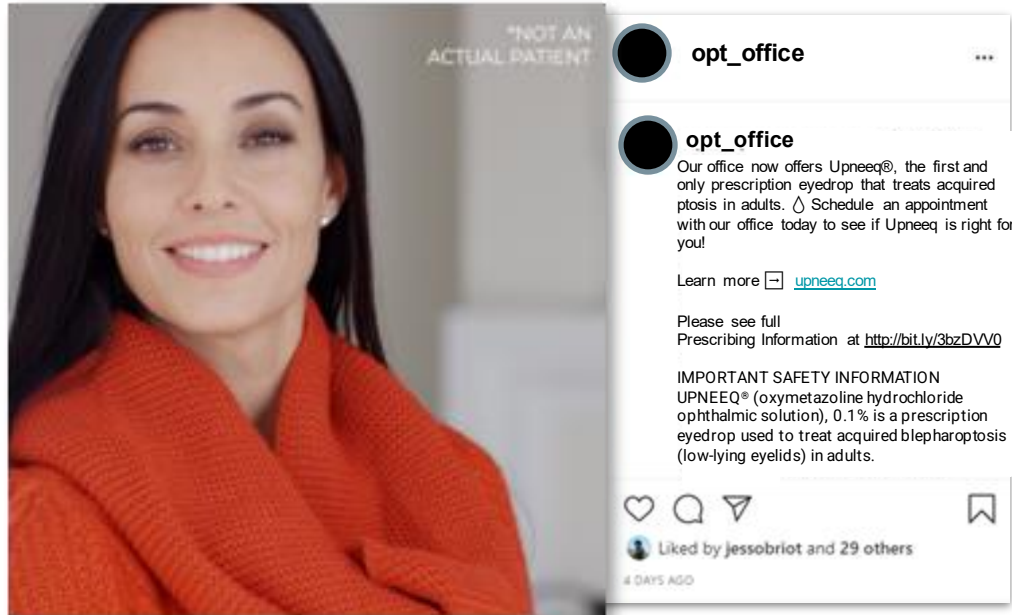 *NOT AN
ACTUAL PATIENT
opt_office
opt_office
Our office now offers Upneeq®, the first and
only prescription eyedrop that treats acquired
ptosis in adults. 💧 Schedule an appointment
with our office today to see if Upneeq is right for
you!
Learn more → upneeq.com
Please see full
Prescribing Information at http://bit.ly/3bzDVV0
IMPORTANT SAFETY INFORMATION
UPNEEQ® (oxymetazoline hydrochloride
ophthalmic solution), 0.1% is a prescription
eyedrop used to treat acquired blepharoptosis
(low-lying eyelids) in adults.
Liked by jessobriot and 29 others
4 DAYS AGO